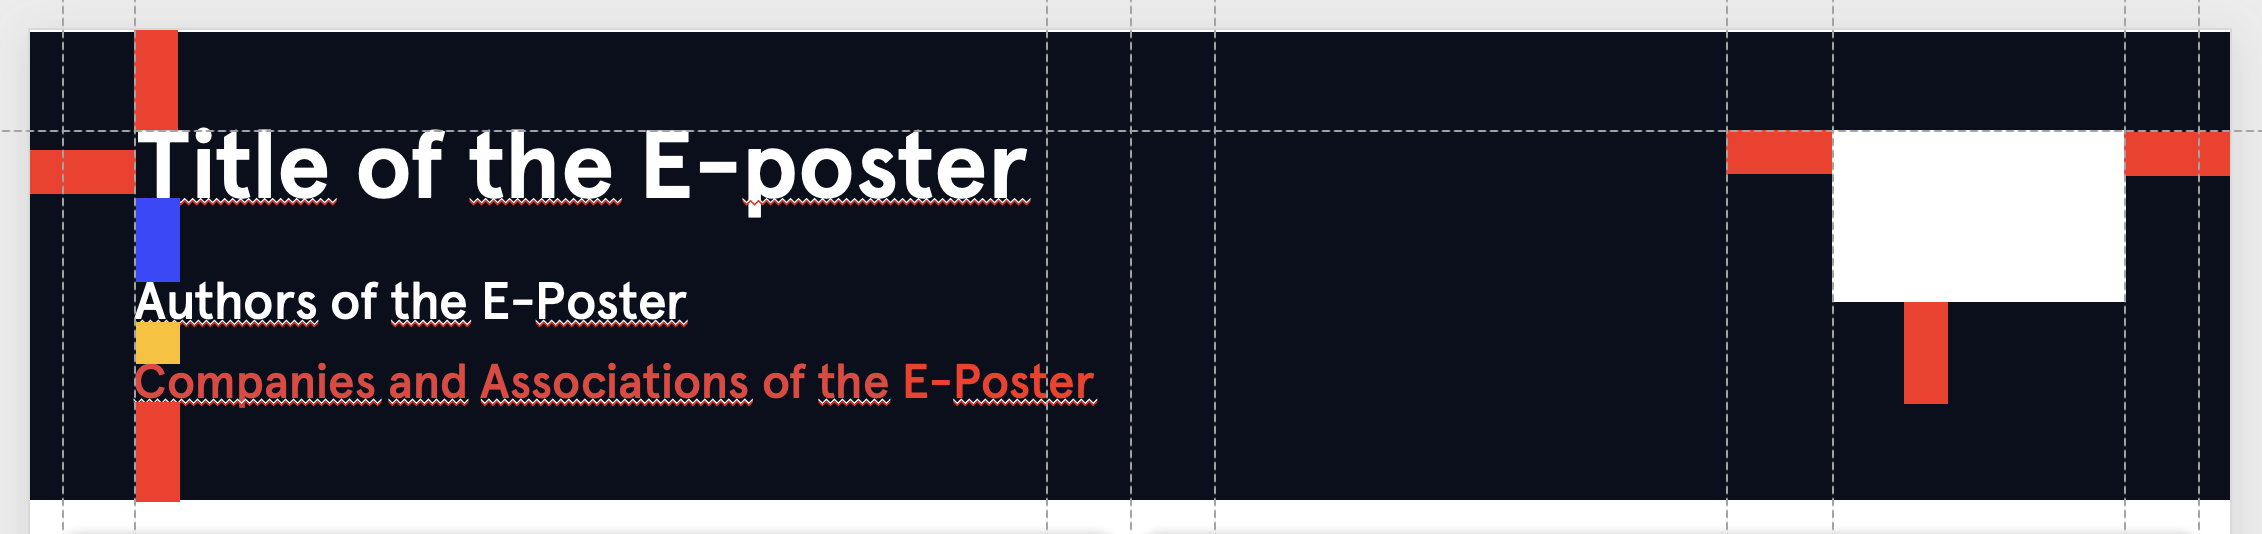 Title of the E-poster
Authors of the E-Poster
Companies and Associations of the E-Poster